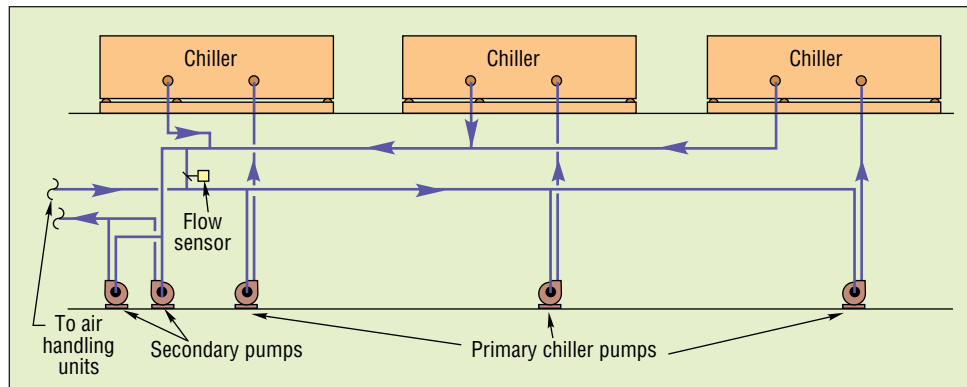 Chiller
Chiller
Chiller
Flow
sensor
To air
handling
units
Secondary pumps
Primary chiller pumps